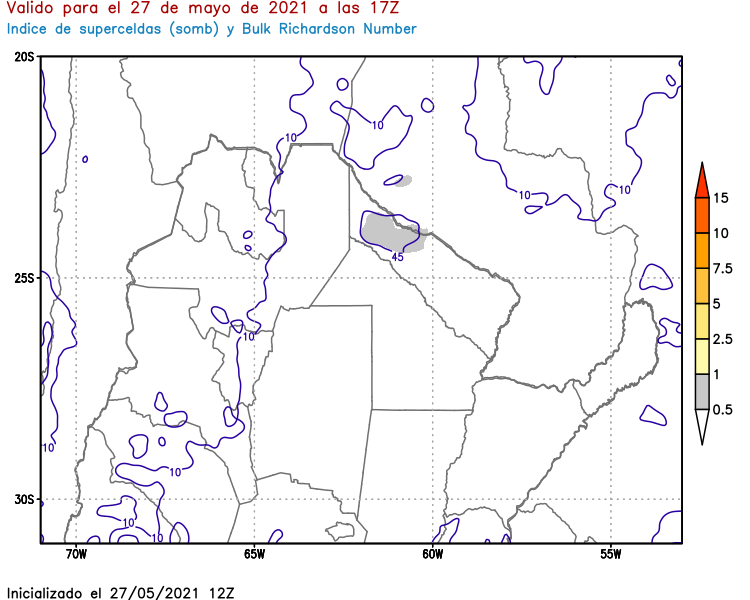 Valido para el 27 de mayo de 2021 a las 17Z
Indice de superceldas (somb) y Bulk Richardson Number
20S
10
10
10
10
15
10
7.5
5
2.5
1
0.5
45
25S
10
10
10
10
10
30S
70W
65W
60W
55W
Inicializado el 27/05/2021 12Z